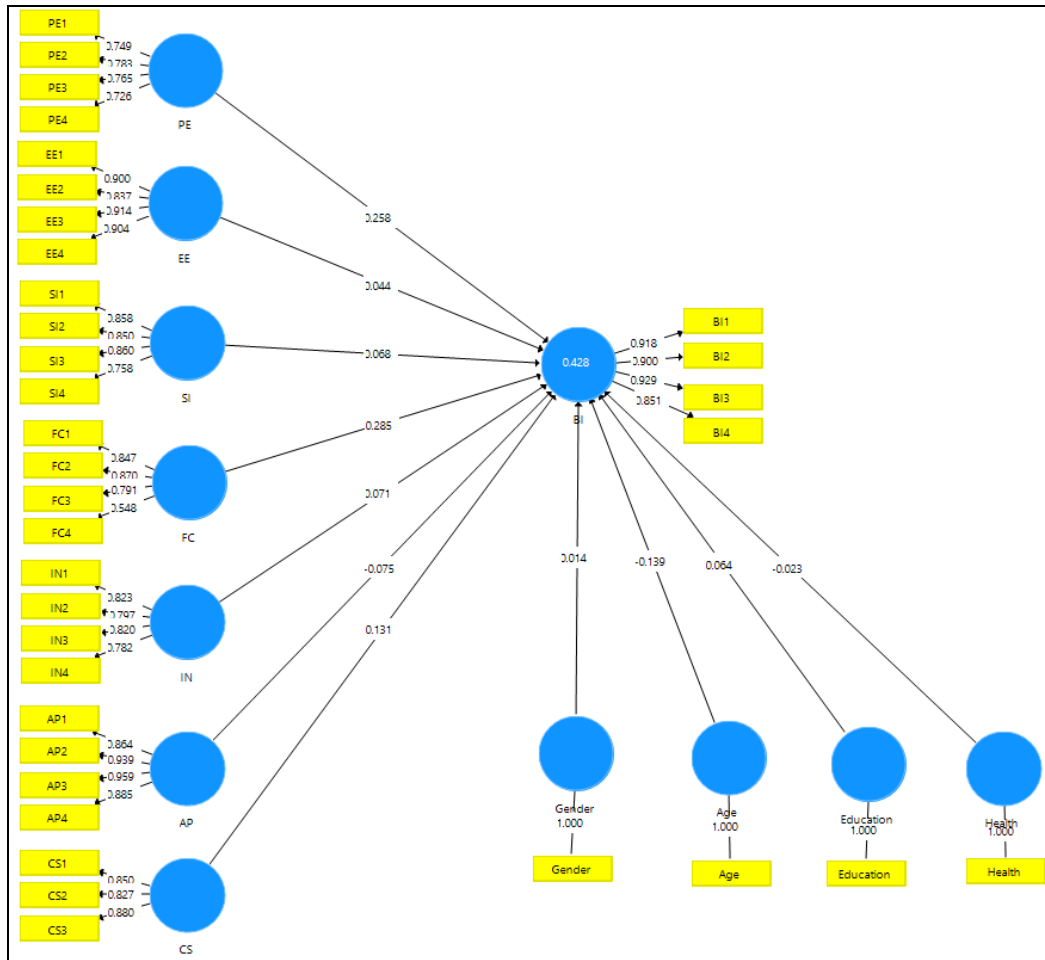 PE1
PE2
PE3
PE4
0.749
0.783
0.765
0.726
PE
EE1
EE2
EE3
EE4
0.900
0.837
0.914
0.904
EE
SI1
SI2
SI3
SI4
0.858
0.850
0.860
0.758
SI
FC1
FC2
FC3
FC4
0.847
0.870
0.791
0.548
FC
IN1
IN2
IN3
IN4
0.823
0.797
0.820
0.782
IN
AP1
AP2
AP3
AP4
0.864
0.939
0.959
0.885
AP
CS1
CS2
CS3
0.850
0.827
0.880
CS
0.258
0.044
0.068
0.285
0.071
-0.075
0.131
0.428
BI
0.918
0.900
0.929
0.851
BI1
BI2
BI3
BI4
0.014
-0.139
0.064
-0.023
Gender
Age
Education
Health
1.000
1.000
1.000
1.000
Gender
Age
Education
Health